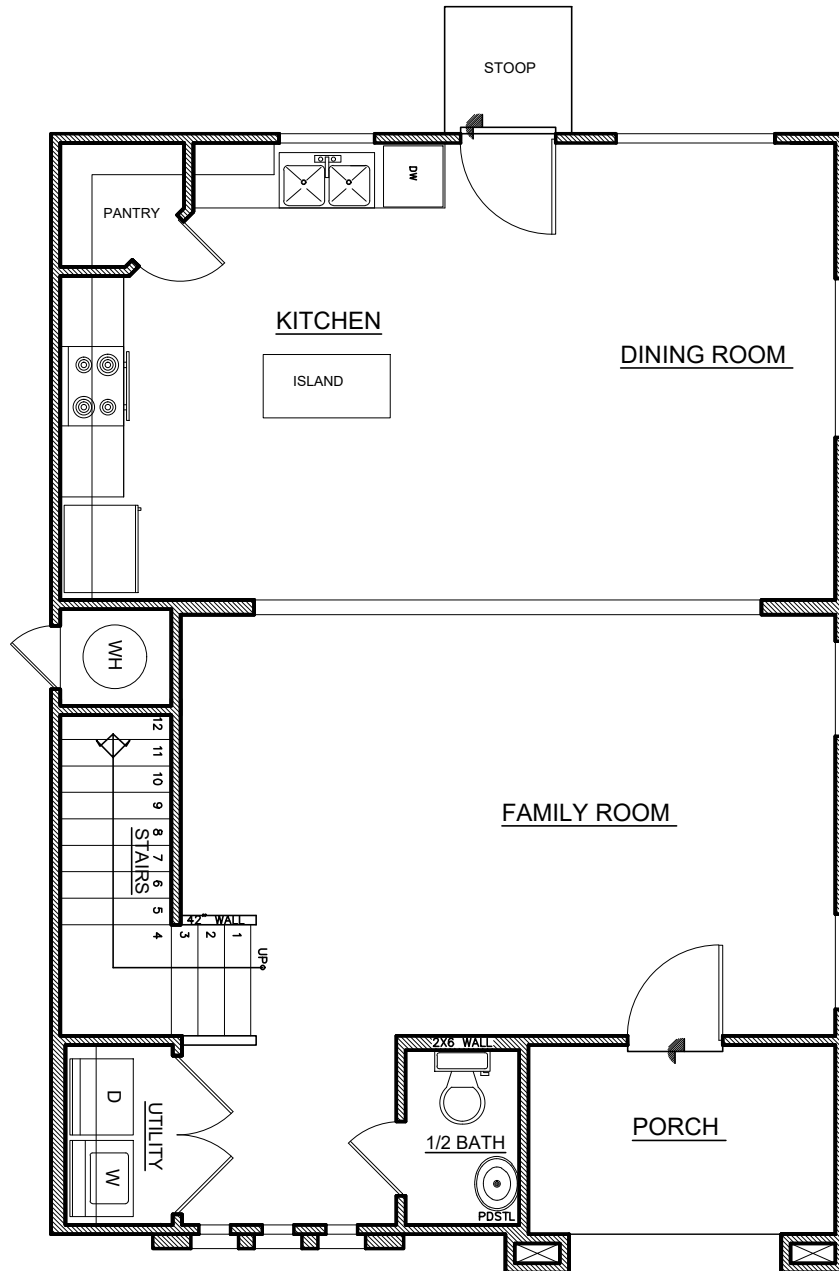 STOOP
DW
PANTRY
KITCHEN
DINING ROOM
ISLAND
WH
12
11
10
9
8
7
6
5
4
STAIRS
FAMILY ROOM
42" WALL
3
2
1
UP
2X6 WALL
D
W
UTILITY
1/2 BATH
PDSTL
PORCH